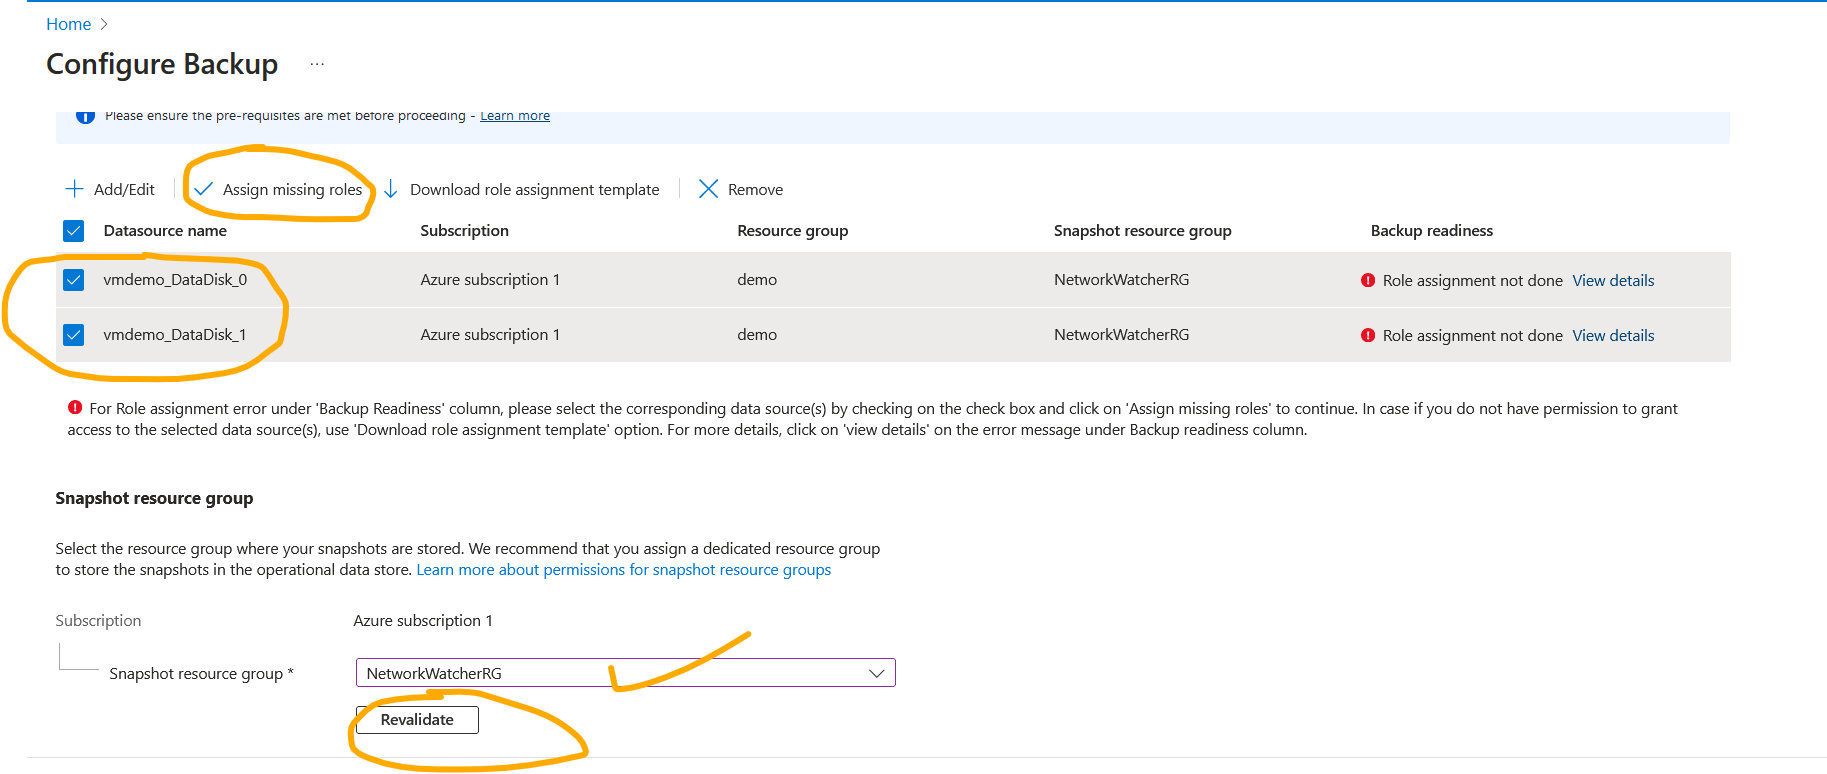 Home >
Configure Backup ...
Please ensure the pre-requisites are met before proceeding - Learn more
Add/Edit Assign missing roles Download role assignment template Remove
Datasource name Subscription Resource group Snapshot resource group Backup readiness
vmdemo_DataDisk_0 Azure subscription 1 demo NetworkWatcherRG Role assignment not done View details
vmdemo_DataDisk_1 Azure subscription 1 demo NetworkWatcherRG Role assignment not done View details
For Role assignment error under 'Backup Readiness' column, please select the corresponding data source(s) by checking on the check box and click on 'Assign missing roles' to continue. In case if you do not have permission to grant
access to the selected data source(s), use 'Download role assignment template' option. For more details, click on 'view details' on the error message under Backup readiness column.
Snapshot resource group
Select the resource group where your snapshots are stored. We recommend that you assign a dedicated resource group
to store the snapshots in the operational data store. Learn more about permissions for snapshot resource groups
Subscription Azure subscription 1
Snapshot resource group * NetworkWatcherRG
Revalidate